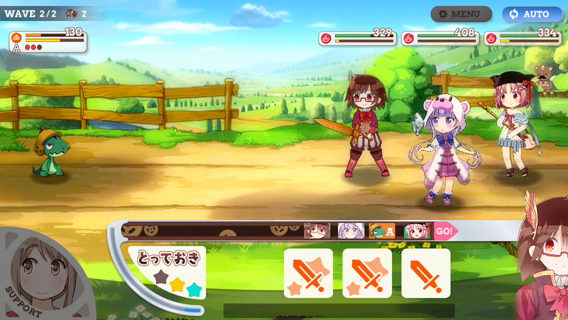 WAVE 2/2 2
MENU
AUTO
130
A
329
408
334
A
GO!
とっておき
SUPPORT